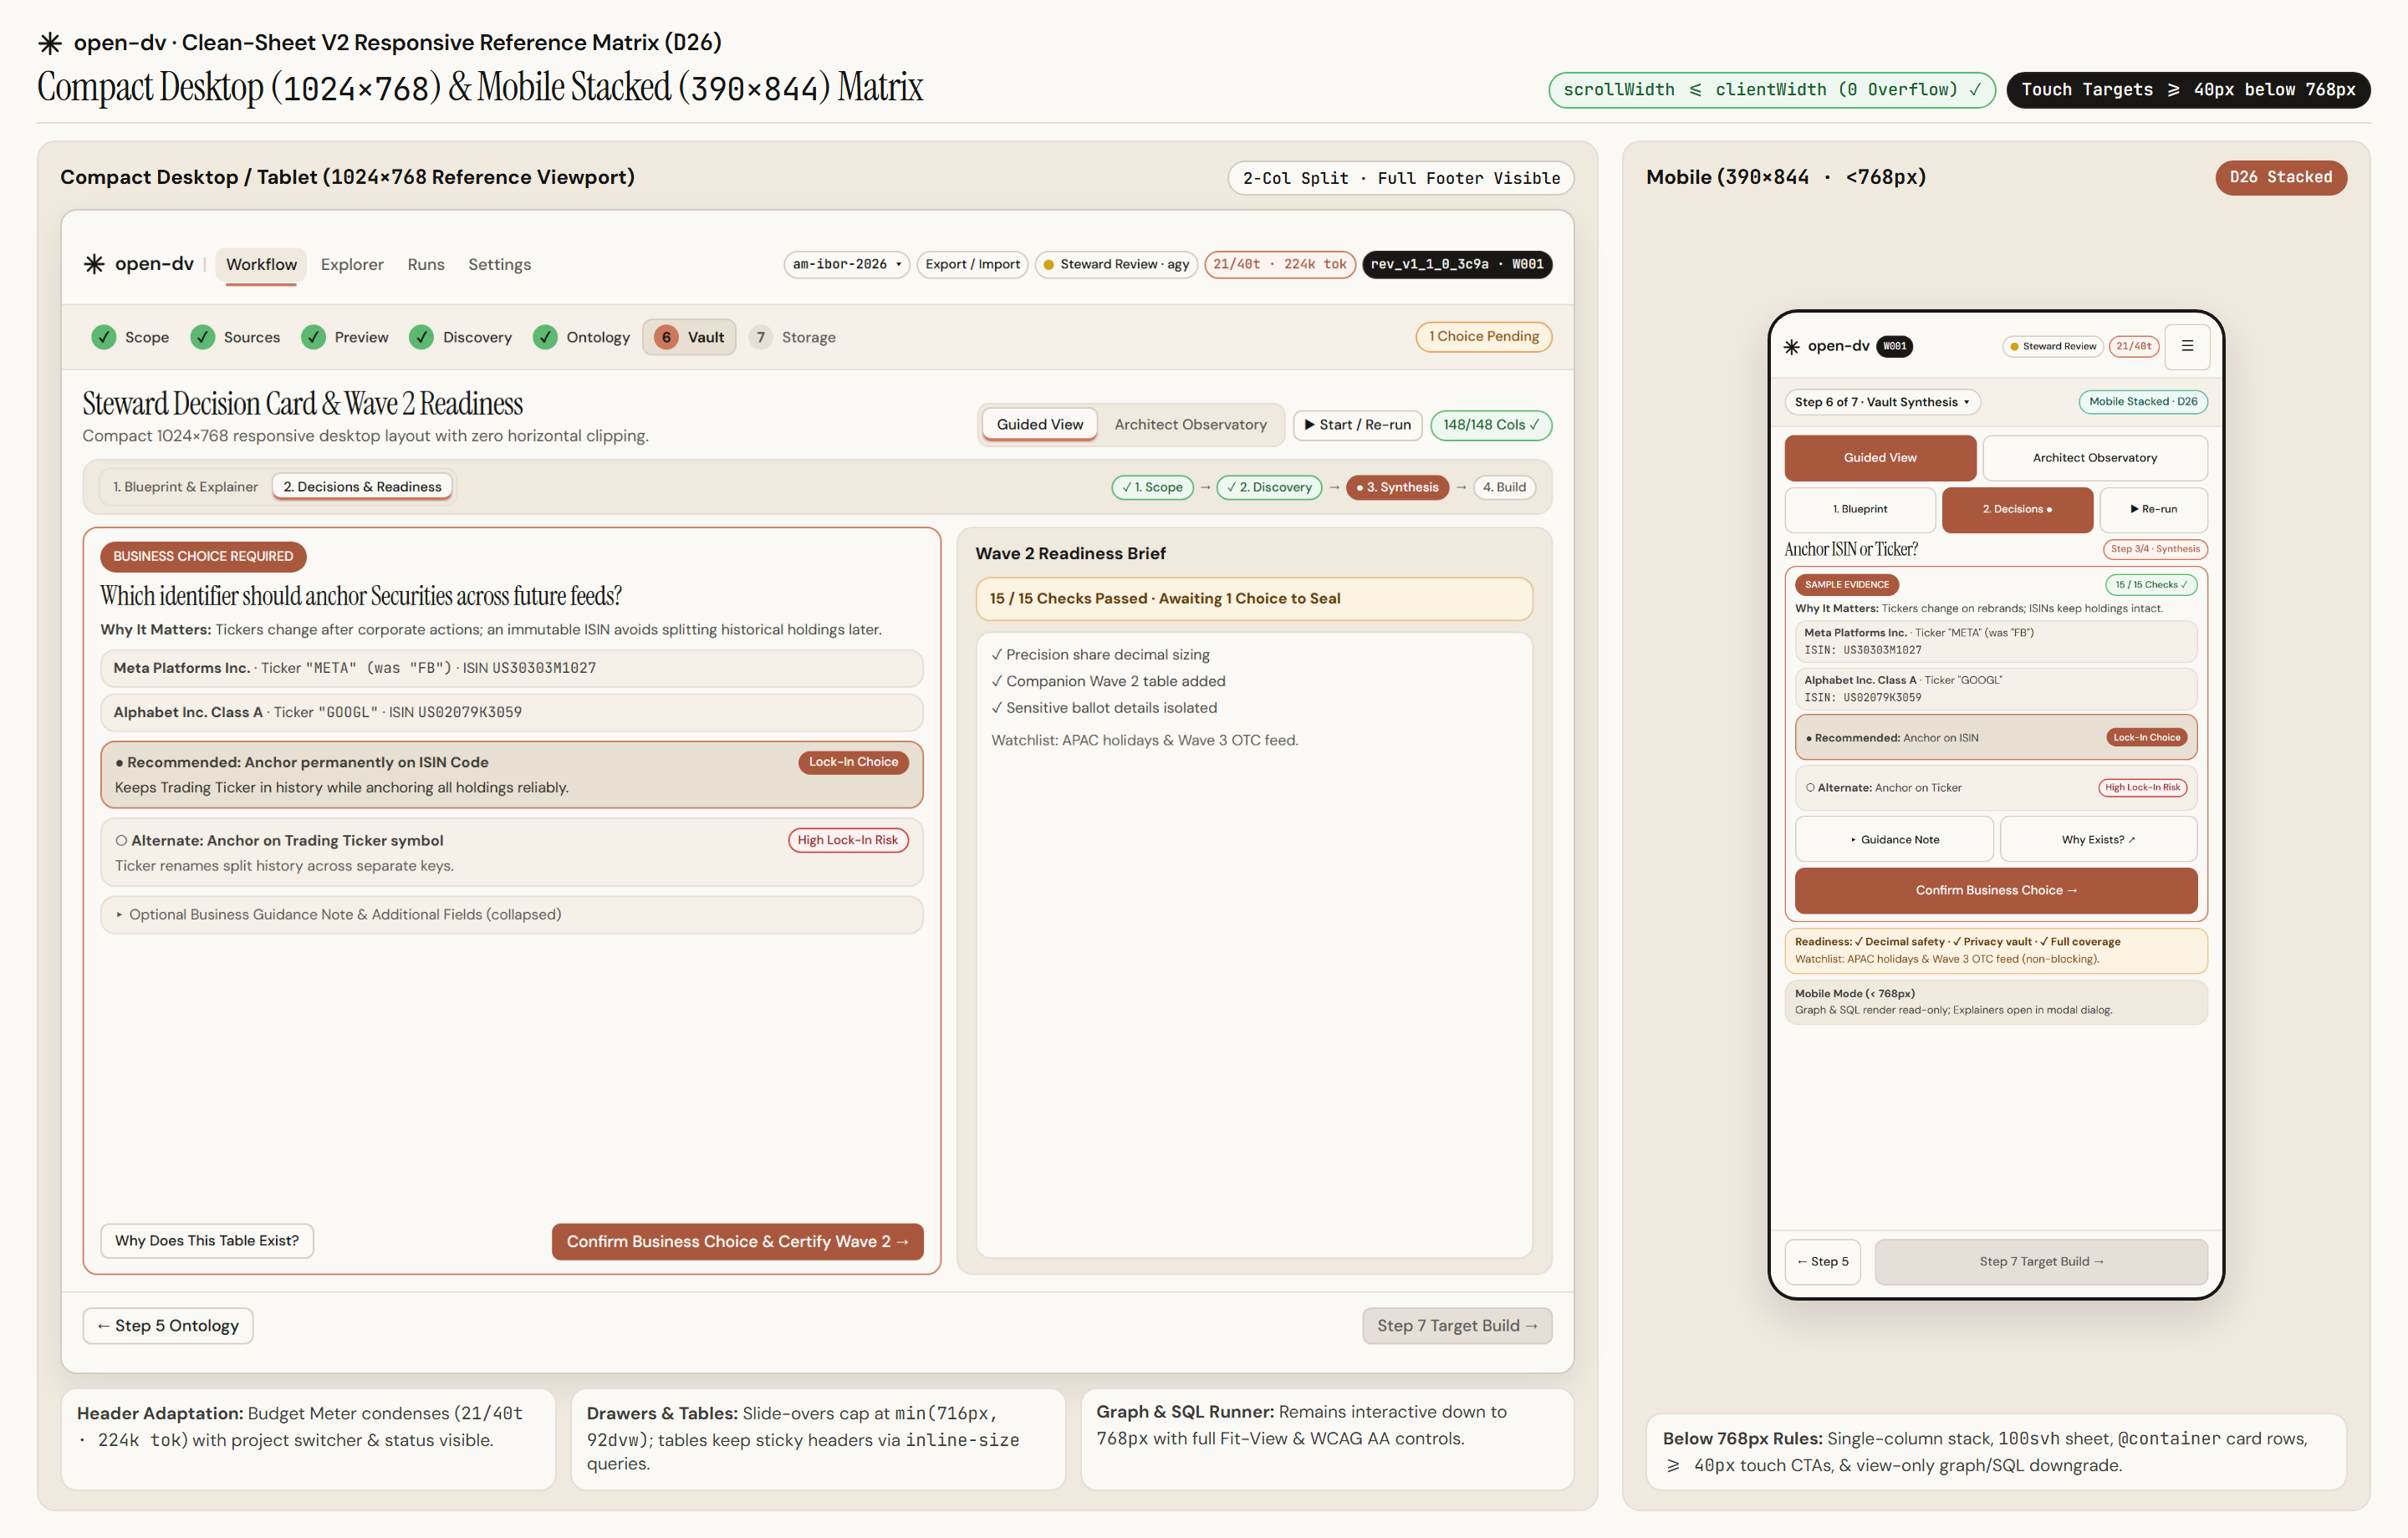 open-dv · Clean-Sheet V2 Responsive Reference Matrix (D26)
Compact Desktop (1024×768) & Mobile Stacked (390×844) Matrix
scrollWidth ⩽ clientWidth (0 Overflow) ✓
Touch Targets ⩾ 40px below 768px
Compact Desktop / Tablet (1024×768 Reference Viewport)
2-Col Split · Full Footer Visible
open-dv | Workflow Explorer Runs Settings
am-ibor-2026 ▾
Export / Import
Steward Review · agy
21/40t · 224k tok
rev_v1_1_0_3c9a · W001
✓ Scope ✓ Sources ✓ Preview ✓ Discovery ✓ Ontology 6 Vault 7 Storage
1 Choice Pending
Steward Decision Card & Wave 2 Readiness
Compact 1024×768 responsive desktop layout with zero horizontal clipping.
Guided View
Architect Observatory
▶ Start / Re-run
148/148 Cols ✓
1. Blueprint & Explainer
2. Decisions & Readiness
✓ 1. Scope → ✓ 2. Discovery → ● 3. Synthesis → 4. Build
BUSINESS CHOICE REQUIRED
Which identifier should anchor Securities across future feeds?
Why It Matters: Tickers change after corporate actions; an immutable ISIN avoids splitting historical holdings later.
Meta Platforms Inc. · Ticker "META" (was "FB") · ISIN US30303M1027
Alphabet Inc. Class A · Ticker "GOOGL" · ISIN US02079K3059
● Recommended: Anchor permanently on ISIN Code
Lock-In Choice
Keeps Trading Ticker in history while anchoring all holdings reliably.
○ Alternate: Anchor on Trading Ticker symbol
High Lock-In Risk
Ticker renames split history across separate keys.
▸ Optional Business Guidance Note & Additional Fields (collapsed)
Why Does This Table Exist?
Confirm Business Choice & Certify Wave 2 →
Wave 2 Readiness Brief
15 / 15 Checks Passed · Awaiting 1 Choice to Seal
✓ Precision share decimal sizing
✓ Companion Wave 2 table added
✓ Sensitive ballot details isolated
Watchlist: APAC holidays & Wave 3 OTC feed.
← Step 5 Ontology
Step 7 Target Build →
Header Adaptation: Budget Meter condenses (21/40t
· 224k tok) with project switcher & status visible.
Drawers & Tables: Slide-overs cap at min(716px,
92dvw); tables keep sticky headers via inline-size
queries.
Graph & SQL Runner: Remains interactive down to
768px with full Fit-View & WCAG AA controls.
Mobile (390×844 · <768px)
D26 Stacked
open-dv W001
Steward Review
21/40t
☰
Step 6 of 7 · Vault Synthesis ▾
Mobile Stacked · D26
Guided View
Architect Observatory
1. Blueprint
2. Decisions ●
▶ Re-run
Anchor ISIN or Ticker?
Step 3/4 · Synthesis
SAMPLE EVIDENCE
15 / 15 Checks ✓
Why It Matters: Tickers change on rebrands; ISINs keep holdings intact.
Meta Platforms Inc. · Ticker "META" (was "FB")
ISIN: US30303M1027
Alphabet Inc. Class A · Ticker "GOOGL"
ISIN: US02079K3059
● Recommended: Anchor on ISIN
Lock-In Choice
○ Alternate: Anchor on Ticker
High Lock-In Risk
▸ Guidance Note
Why Exists? ↗
Confirm Business Choice →
Readiness: ✓ Decimal safety · ✓ Privacy vault · ✓ Full coverage
Watchlist: APAC holidays & Wave 3 OTC feed (non-blocking).
Mobile Mode (< 768px)
Graph & SQL render read-only; Explainers open in modal dialog.
← Step 5
Step 7 Target Build →
Below 768px Rules: Single-column stack, 100svh sheet, @container card rows,
⩾ 40px touch CTAs, & view-only graph/SQL downgrade.